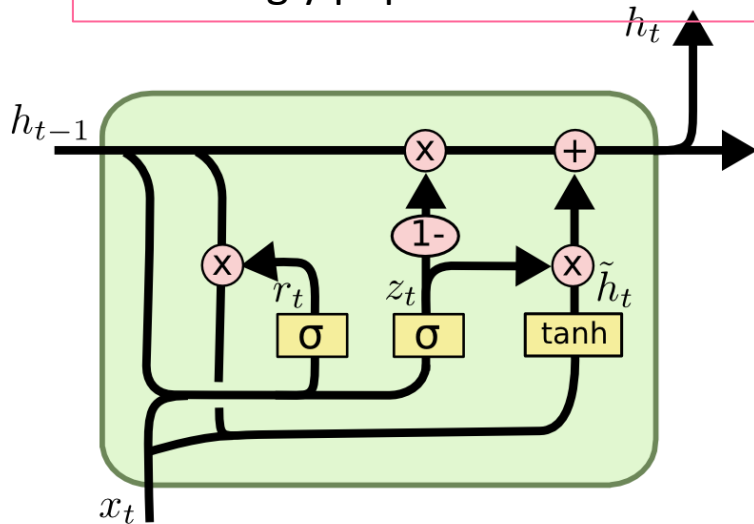 h_t
h_{t-1}
x
+
1-
x
x
r_t
z_t
h̃_t
σ
σ
tanh
x_t